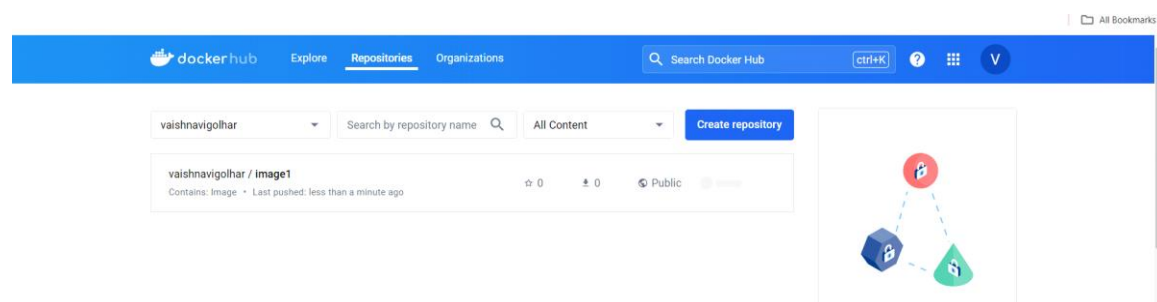 All Bookmarks
dockerhub Explore Repositories Organizations Search Docker Hub ctrl+K ? V
vaishnavigolhar Search by repository name All Content Create repository
vaishnavigolhar / image1
Contains: Image • Last pushed: less than a minute ago 0 0 Public